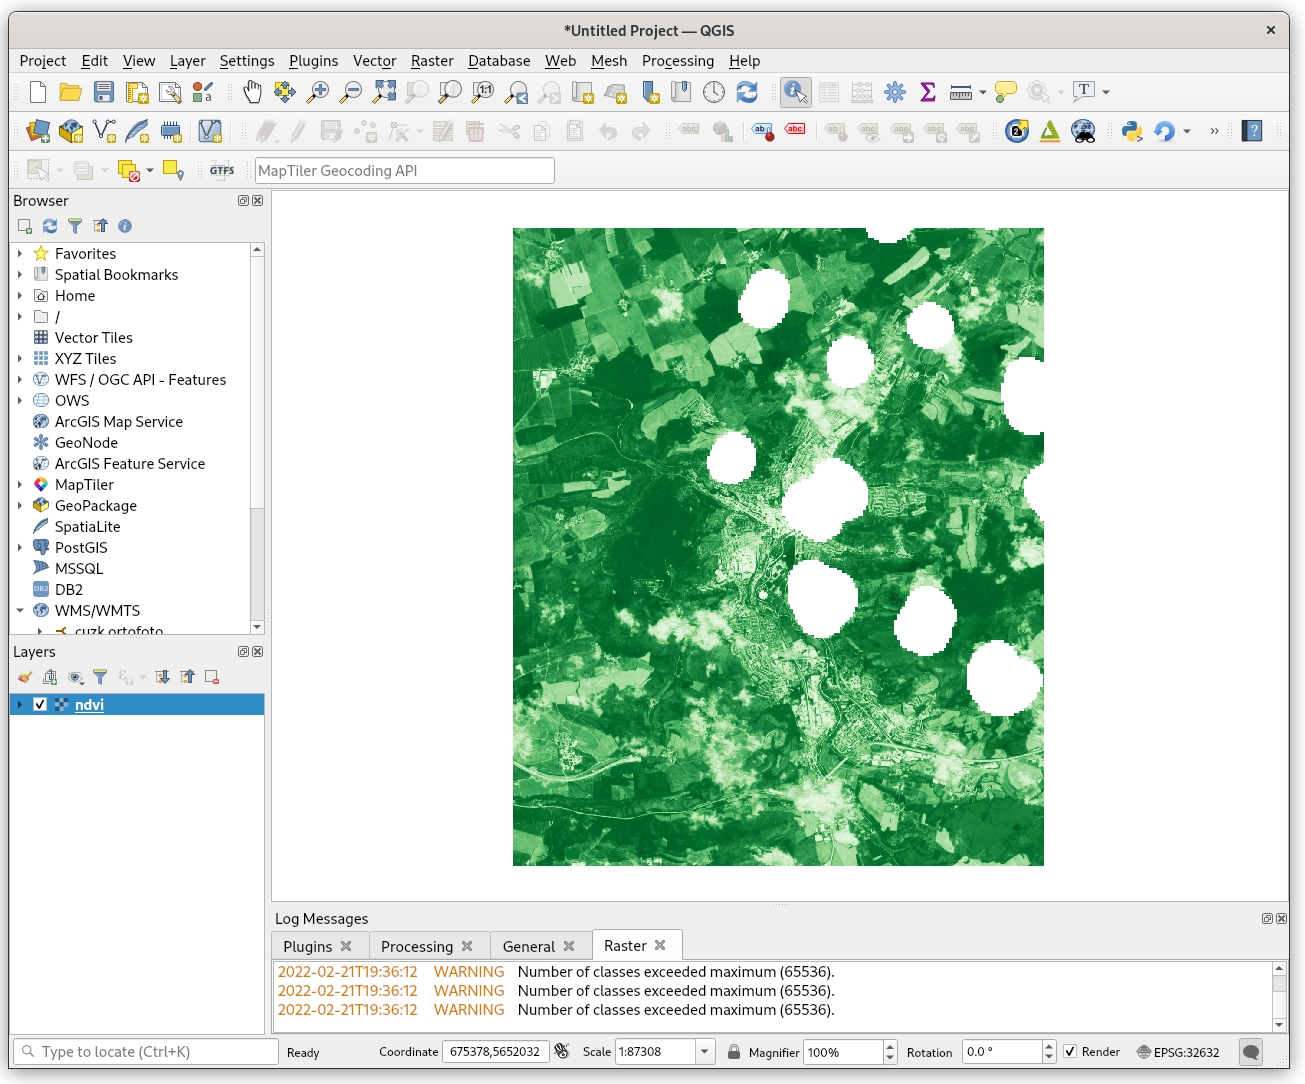 *Untitled Project — QGIS
Project Edit View Layer Settings Plugins Vector Raster Database Web Mesh Processing Help
1:1
T
ab abc
2
GTFS MapTiler Geocoding API
Browser
Favorites
Spatial Bookmarks
Home
/
Vector Tiles
XYZ Tiles
WFS / OGC API - Features
OWS
ArcGIS Map Service
GeoNode
ArcGIS Feature Service
MapTiler
GeoPackage
SpatiaLite
PostGIS
MSSQL
DB2
WMS/WMTS
cuzk ortofoto
Layers
ndvi
Log Messages
Plugins Processing General Raster
2022-02-21T19:36:12 WARNING Number of classes exceeded maximum (65536).
2022-02-21T19:36:12 WARNING Number of classes exceeded maximum (65536).
2022-02-21T19:36:12 WARNING Number of classes exceeded maximum (65536).
Type to locate (Ctrl+K) Ready Coordinate 675378,5652032 Scale 1:87308 Magnifier 100% Rotation 0.0 ° Render EPSG:32632